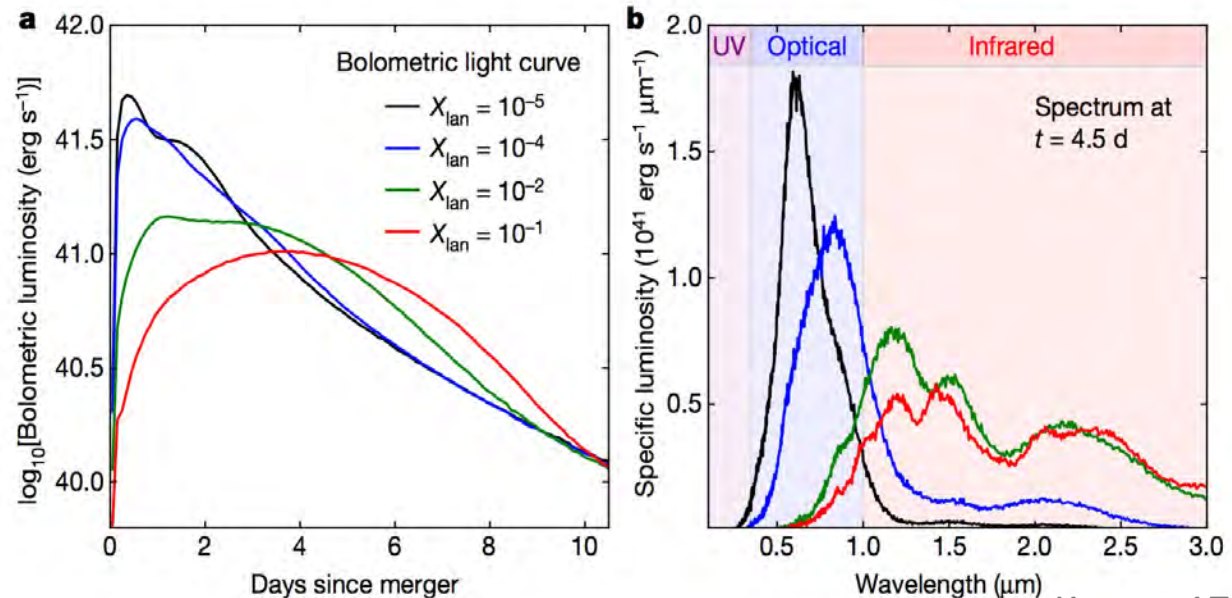 a
log₁₀[Bolometric luminosity (erg s⁻¹)]
42.0
41.5
41.0
40.5
40.0
Bolometric light curve
X_lan = 10⁻⁵
X_lan = 10⁻⁴
X_lan = 10⁻²
X_lan = 10⁻¹
0
2
4
6
8
10
Days since merger
b
Specific luminosity (10⁴¹ erg s⁻¹ μm⁻¹)
2.0
1.5
1.0
0.5
UV
Optical
Infrared
Spectrum at
t = 4.5 d
0.5
1.0
1.5
2.0
2.5
3.0
Wavelength (μm)